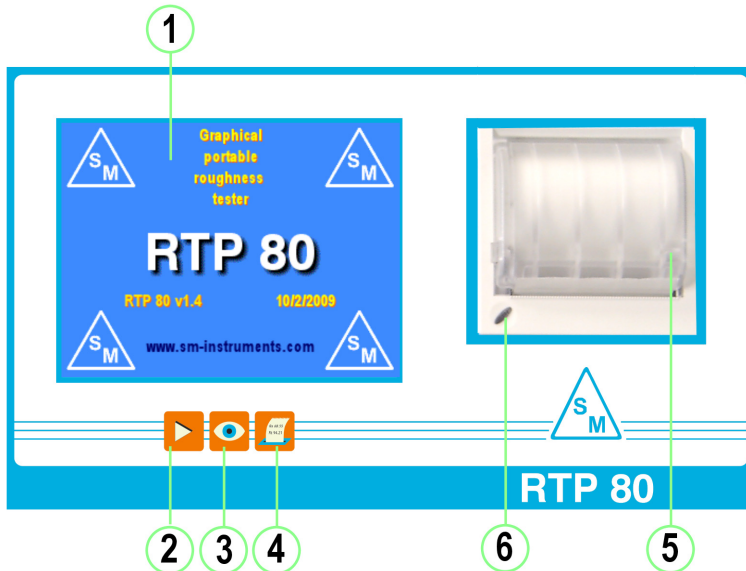 1
Graphical
portable
roughness
tester
S
M
S
M
RTP 80
RTP 80 v1.4
10/2/2009
S
M
S
M
www.sm-instruments.com
S
M
RTP 80
2
3
4
6
5